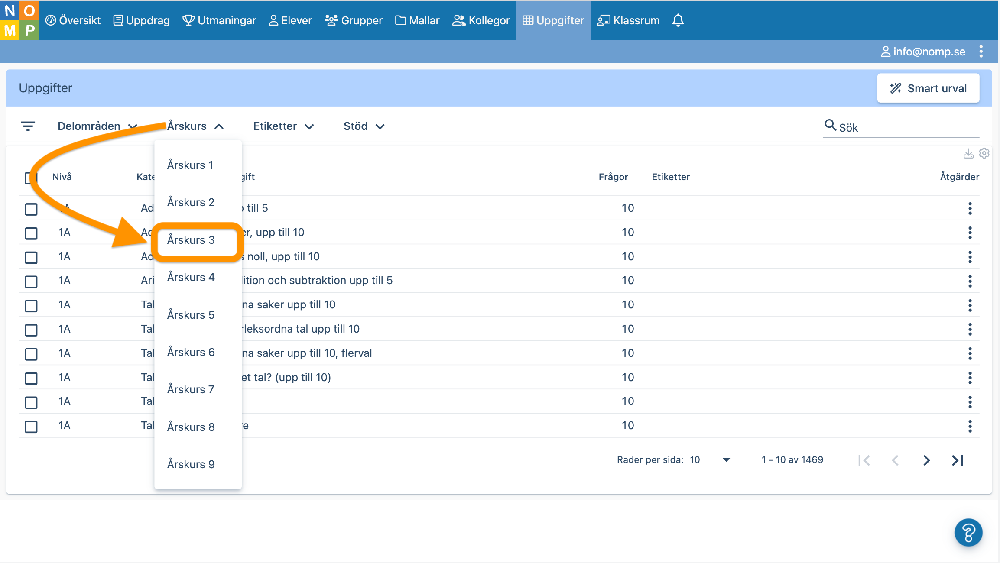 N O
M P
Översikt Uppdrag Utmaningar Elever Grupper Mallar Kollegor Uppgifter Klassrum
info@nomp.se
Uppgifter Smart urval
Delområden Årskurs Etiketter Stöd Sök
Årskurs 1
Årskurs 2
Årskurs 3
Årskurs 4
Årskurs 5
Årskurs 6
Årskurs 7
Årskurs 8
Årskurs 9
Nivå Kate gift Frågor Etiketter Åtgärder
Ad till 5 10
1A Ad er, upp till 10 10
1A Ad s noll, upp till 10 10
1A Ari lition och subtraktion upp till 5 10
1A Tal na saker upp till 10 10
1A Tal rleksordna tal upp till 10 10
1A Tal na saker upp till 10, flerval 10
1A Tal et tal? (upp till 10) 10
1A Tal 10
1A Tal re 10
Rader per sida: 10 1 - 10 av 1469
?